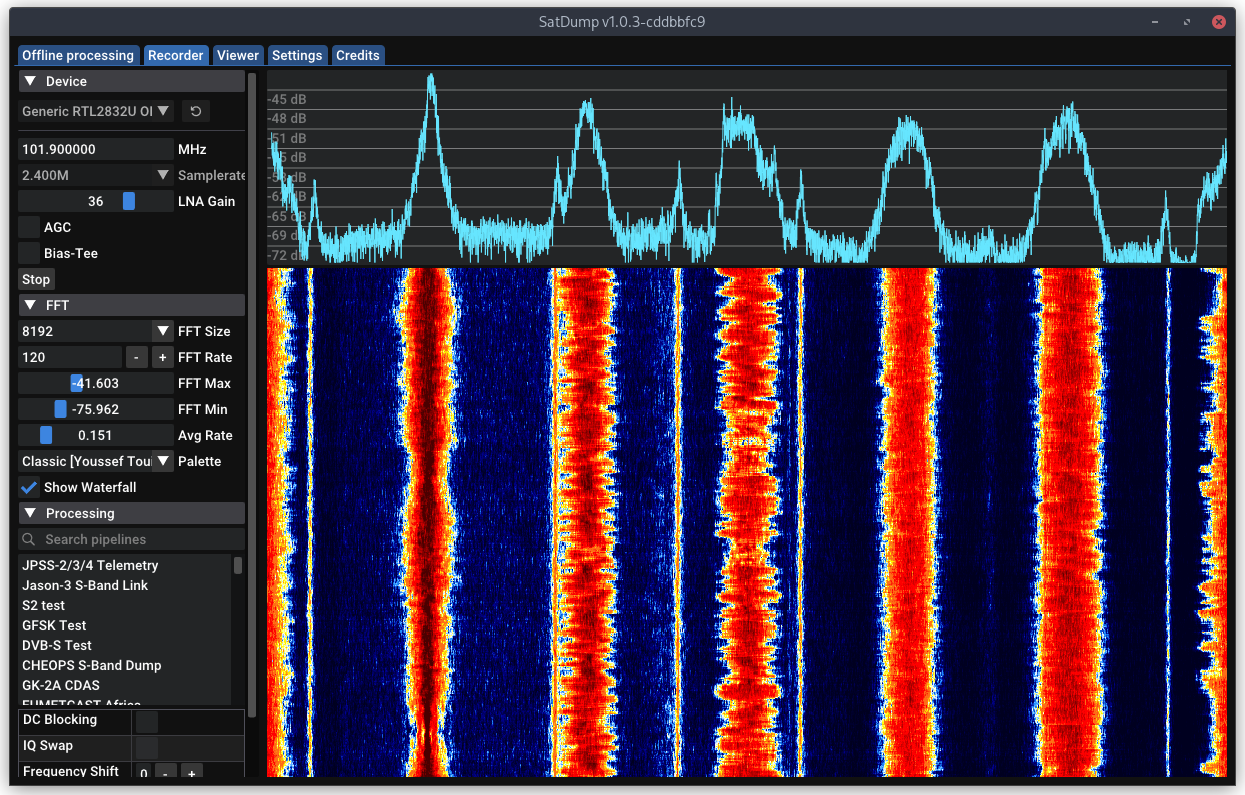 SatDump v1.0.3-cddbbfc9
Offline processing Recorder Viewer Settings Credits
Device
Generic RTL2832U OI
101.900000 MHz
2.400M Samplerate
36 LNA Gain
AGC
Bias-Tee
Stop
FFT
8192 FFT Size
120 - + FFT Rate
-41.603 FFT Max
-75.962 FFT Min
0.151 Avg Rate
Classic [Youssef Toui Palette
Show Waterfall
Processing
Search pipelines
JPSS-2/3/4 Telemetry
Jason-3 S-Band Link
S2 test
GFSK Test
DVB-S Test
CHEOPS S-Band Dump
GK-2A CDAS
EUMETCAST Africa
DC Blocking
IQ Swap
Frequency Shift 0 - +
-45 dB
-48 dB
-51 dB
-65 dB
-69 dB
-72 dB